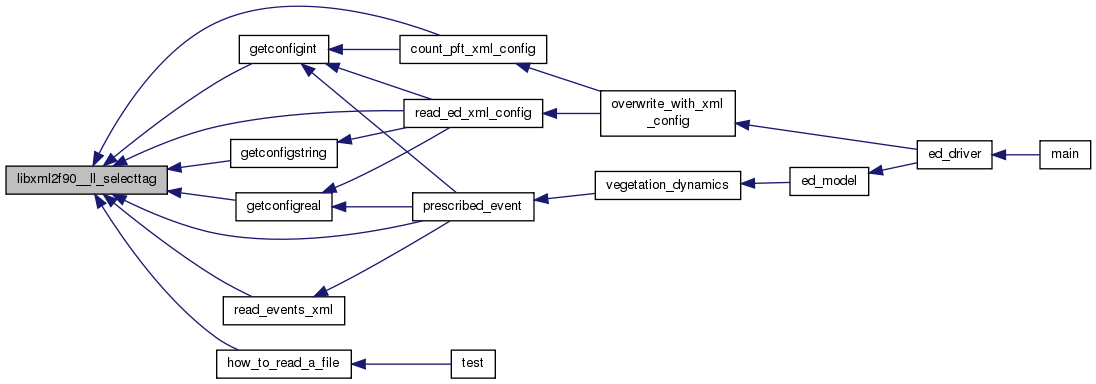 getconfigint
count_pft_xml_config
overwrite_with_xml
_config
read_ed_xml_config
getconfigstring
ed_driver
main
libxml2f90__ll_selecttag
vegetation_dynamics
ed_model
getconfigreal
prescribed_event
read_events_xml
how_to_read_a_file
test